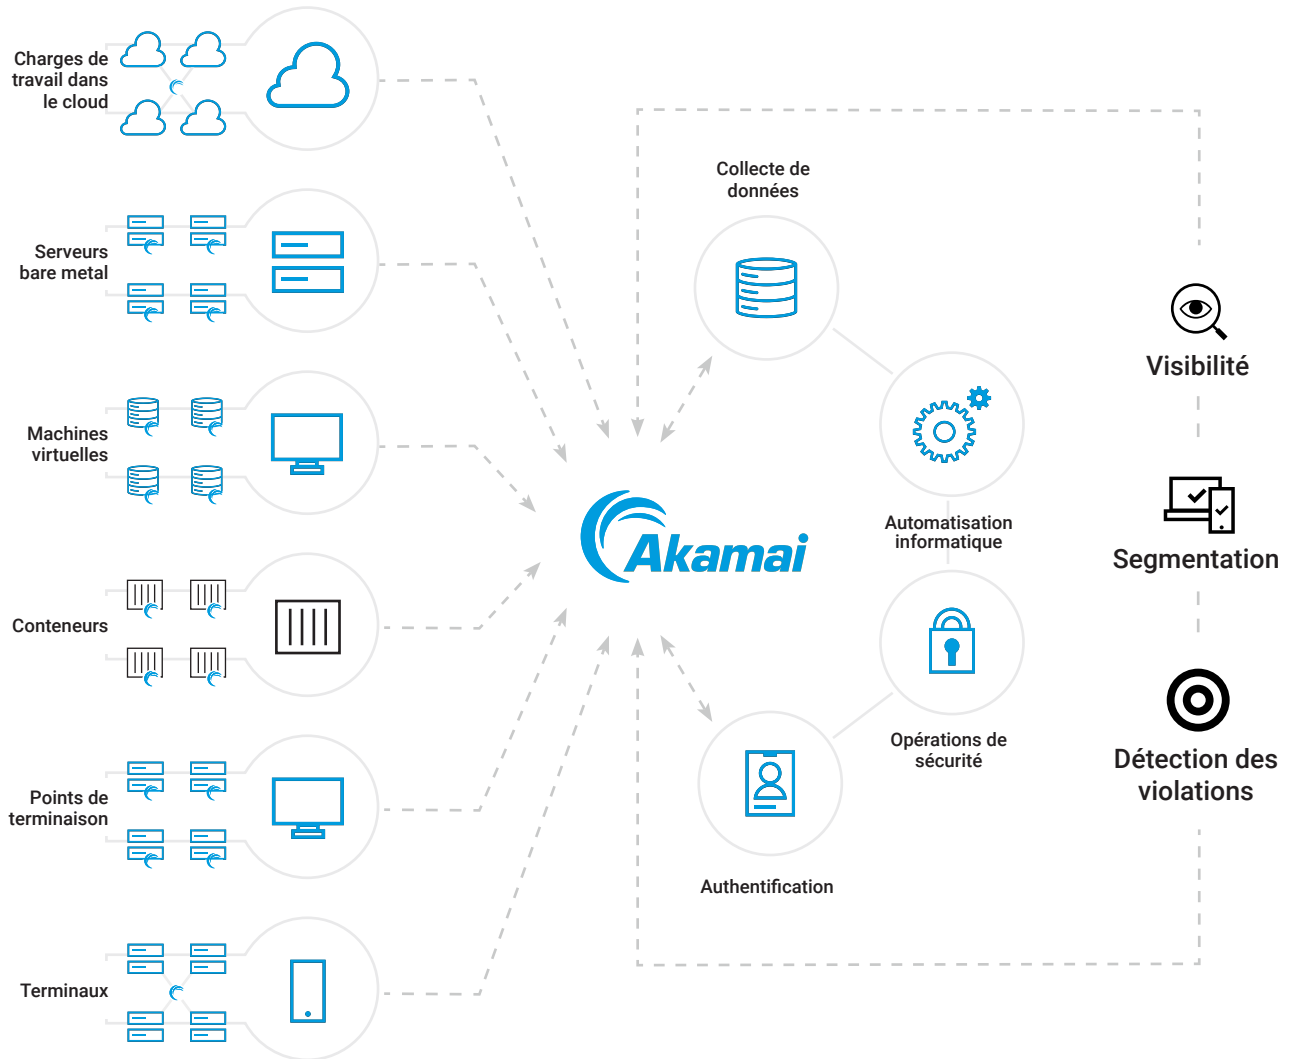 Charges de
travail dans
le cloud
Serveurs
bare metal
Machines
virtuelles
Conteneurs
Points de
terminaison
Terminaux
Akamai
Collecte de
données
Automatisation
informatique
Opérations de
sécurité
Authentification
Visibilité
Segmentation
Détection des
violations